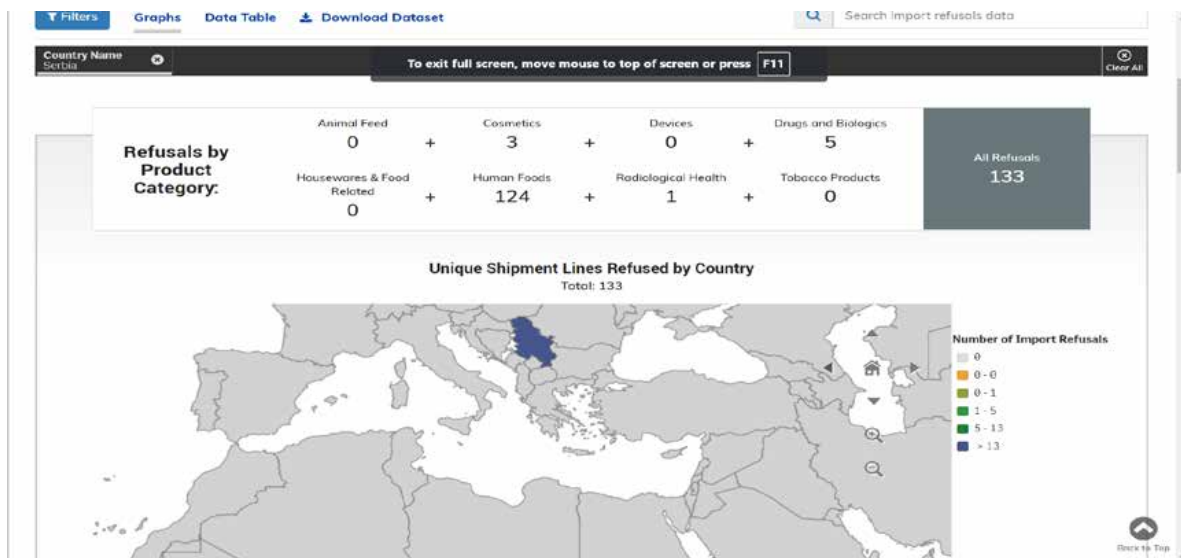 Filters Graphs Data Table Download Dataset Search import refusals data
Country Name
Serbia
To exit full screen, move mouse to top of screen or press F11
Clear All
Refusals by
Product
Category:
Animal Feed
0
+
Cosmetics
3
+
Devices
0
+
Drugs and Biologics
5
Housewares & Food
Related
0
+
Human Foods
124
+
Radiological Health
1
+
Tobacco Products
0
All Refusals
133
Unique Shipment Lines Refused by Country
Total: 133
Number of Import Refusals
0
0 - 0
0 - 1
1 - 5
5 - 13
> 13
Back to Top